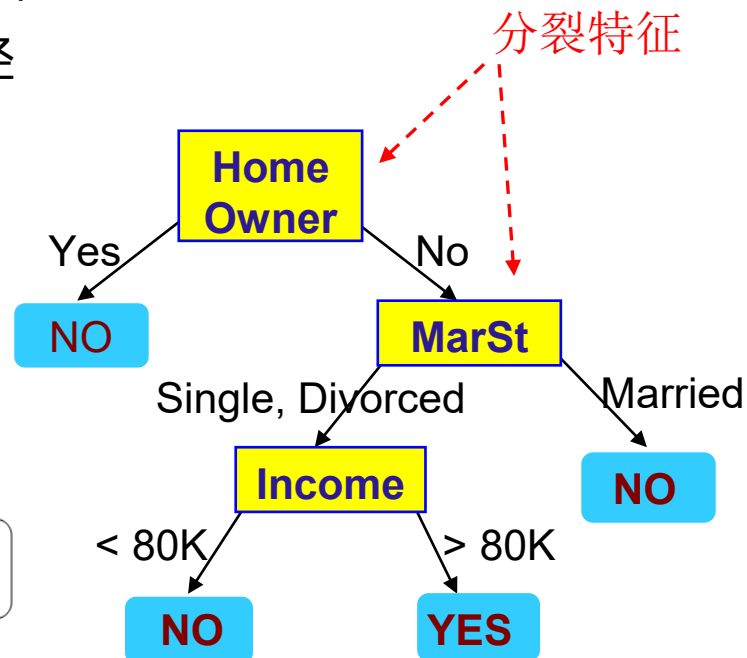 分裂特征
Home
Owner
Yes
No
NO
MarSt
Single, Divorced
Married
Income
NO
< 80K
> 80K
NO
YES